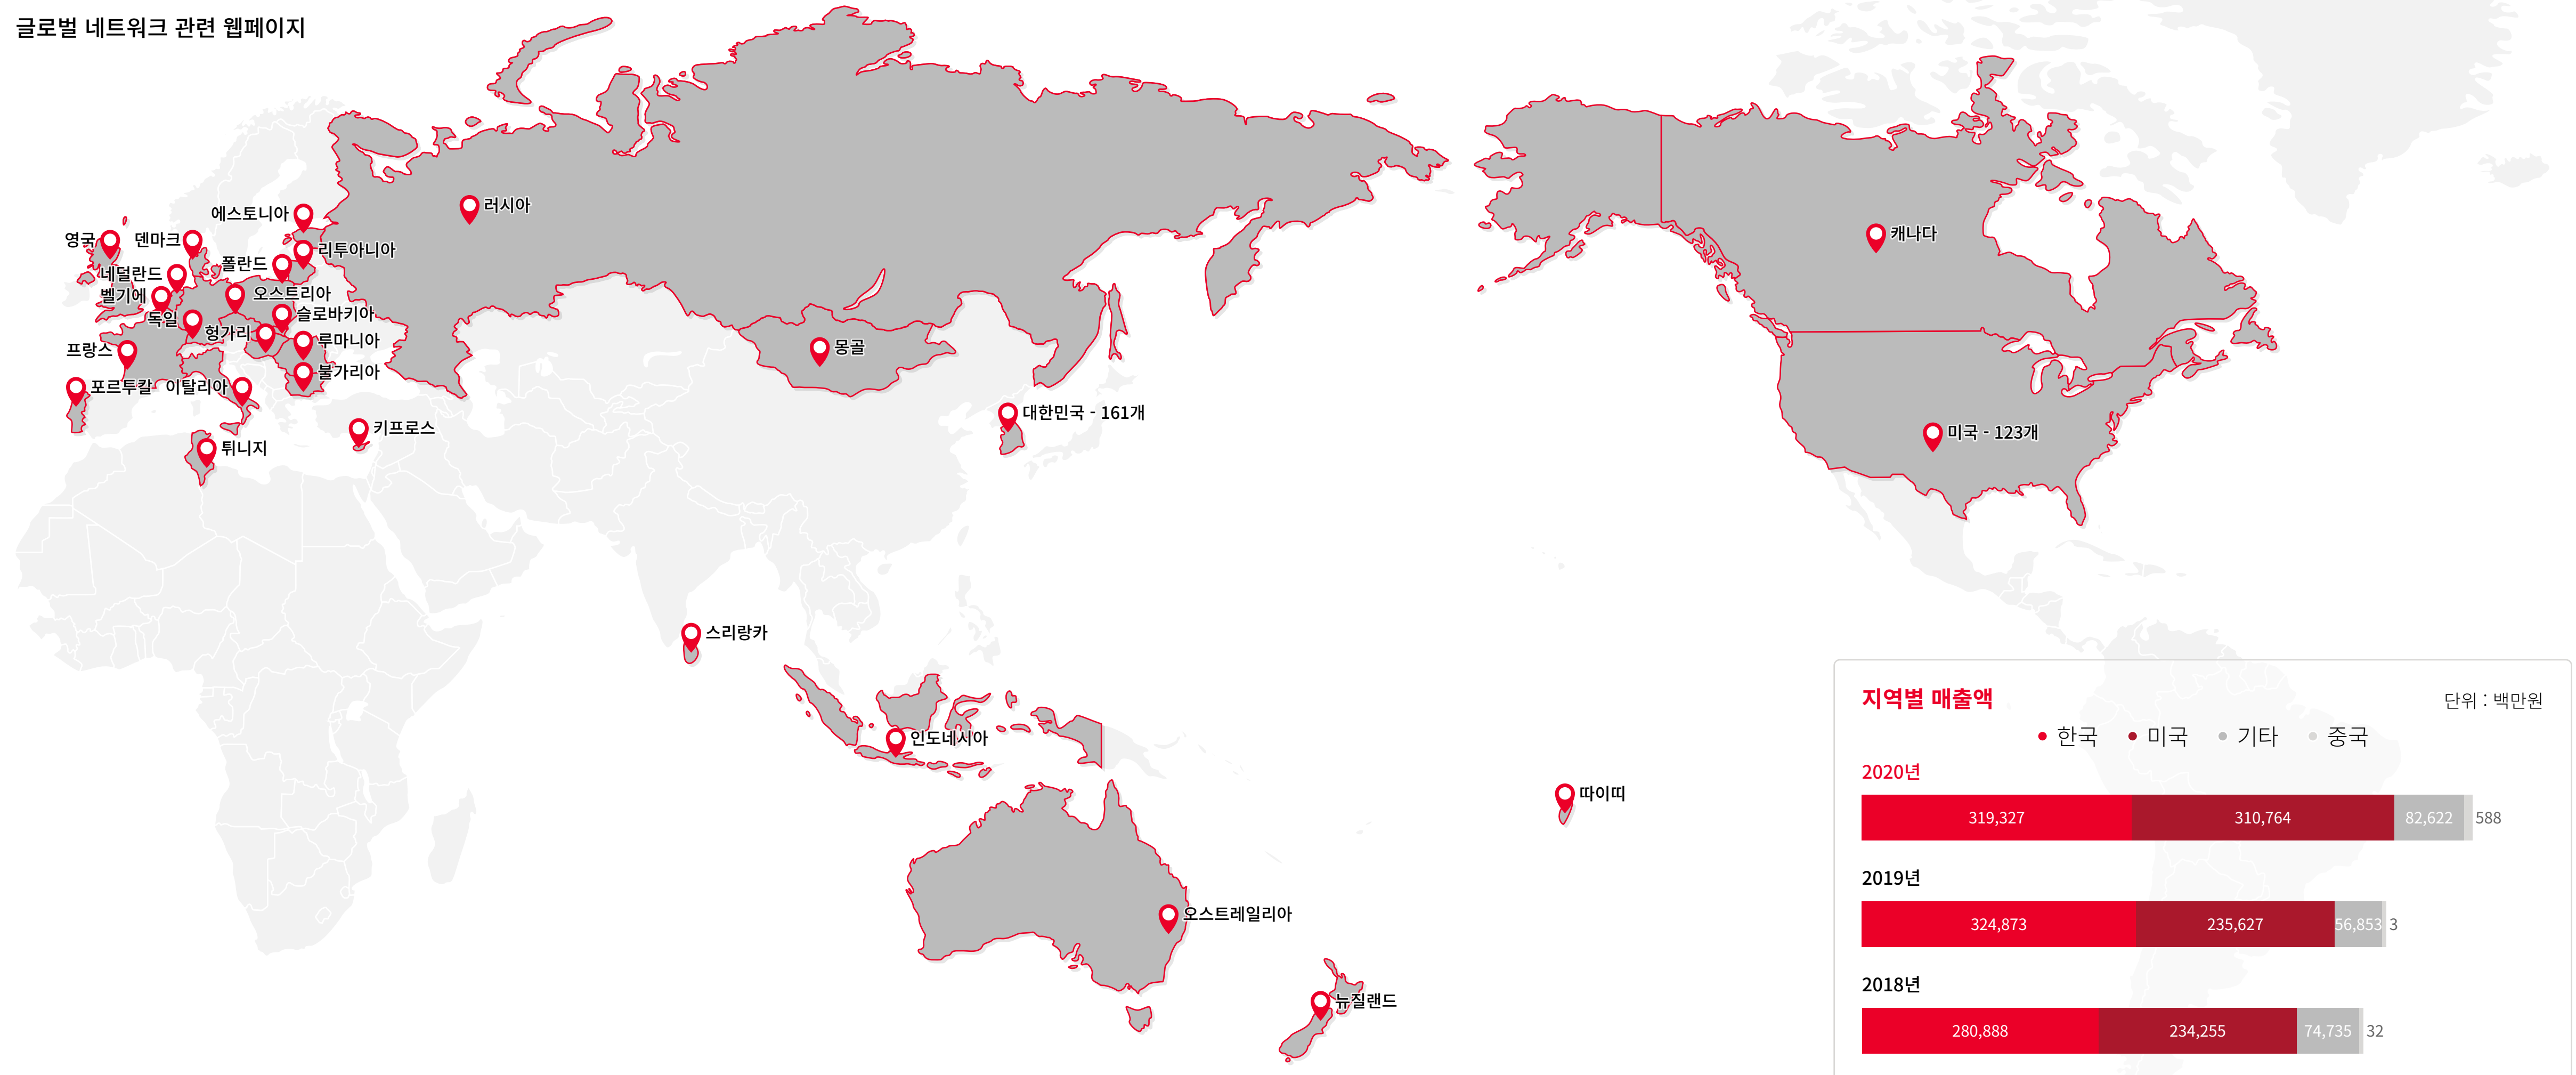 글로벌 네트워크 관련 웹페이지
러시아
에스토니아
캐나다
영국
덴마크
리투아니아
폴란드
네덜란드
벨기에
오스트리아
슬로바키아
독일
헝가리
루마니아
몽골
프랑스
불가리아
포르투칼
이탈리아
대한민국 - 161개
키프로스
미국 - 123개
튀니지
스리랑카
인도네시아
따이띠
오스트레일리아
뉴질랜드
지역별 매출액
단위 : 백만원
한국 미국 기타 중국
2020년
319,327 310,764 82,622 588
2019년
324,873 235,627 56,853 3
2018년
280,888 234,255 74,735 32